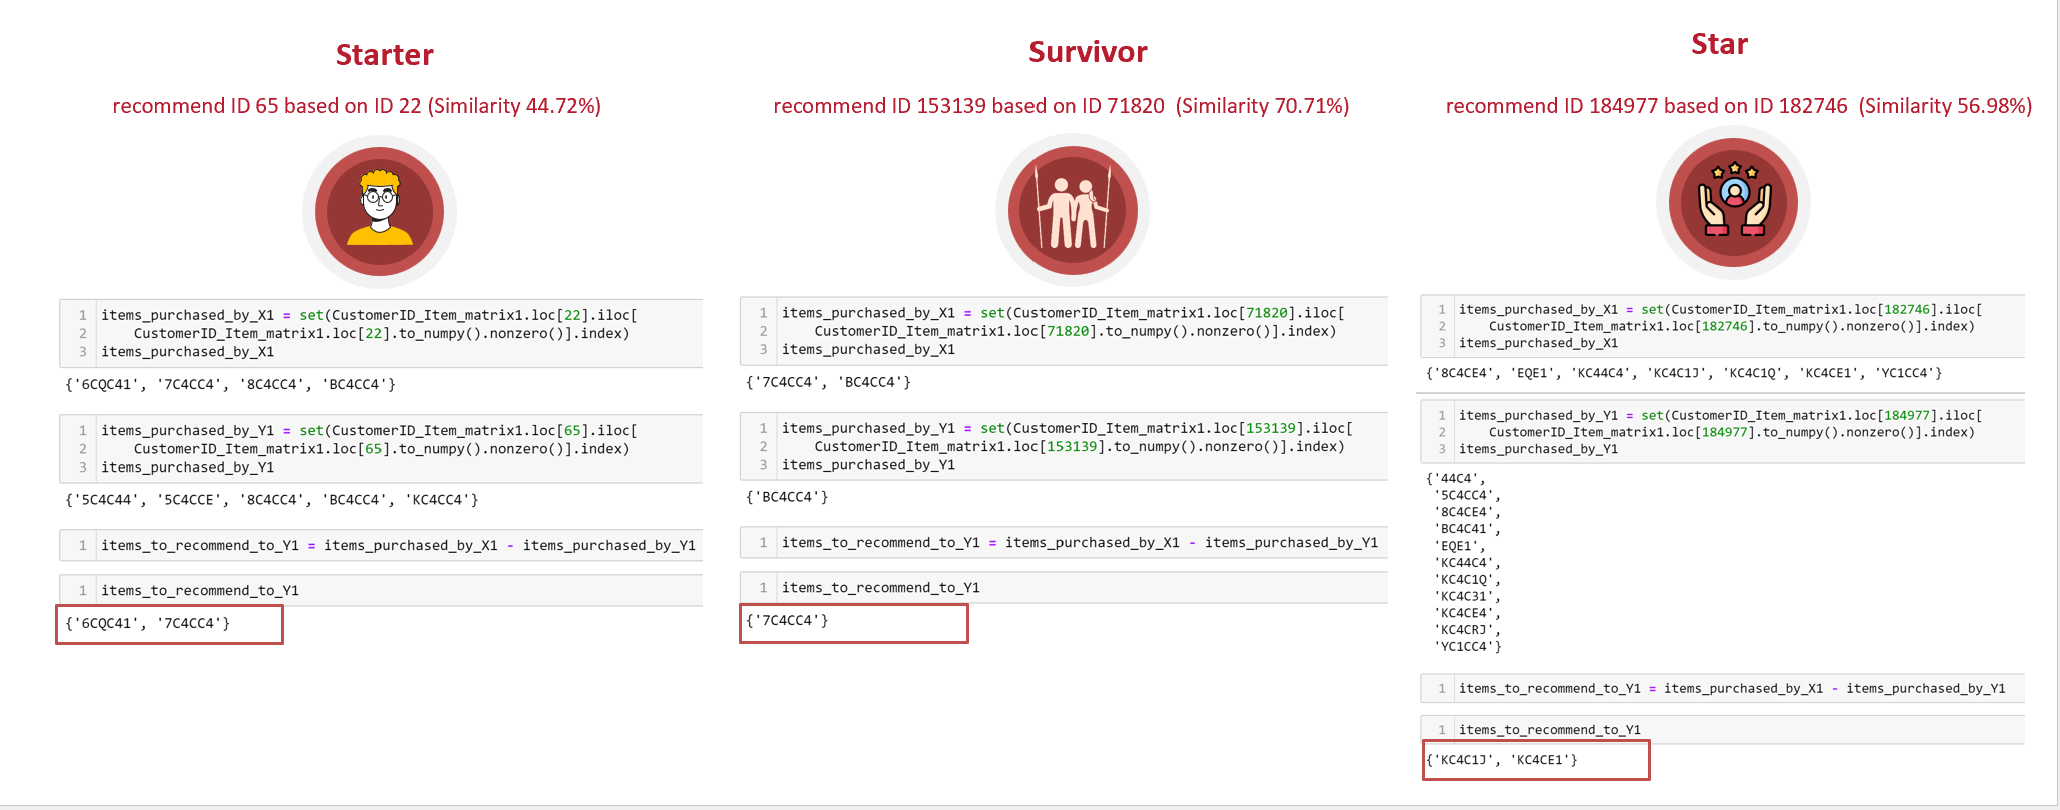 Starter
recommend ID 65 based on ID 22 (Similarity 44.72%)
1 items_purchased_by_X1 = set(CustomerID_Item_matrix1.loc[22].iloc[
2 CustomerID_Item_matrix1.loc[22].to_numpy().nonzero()].index)
3 items_purchased_by_X1
{'6CQC41', '7C4CC4', '8C4CC4', 'BC4CC4'}
1 items_purchased_by_Y1 = set(CustomerID_Item_matrix1.loc[65].iloc[
2 CustomerID_Item_matrix1.loc[65].to_numpy().nonzero()].index)
3 items_purchased_by_Y1
{'5C4C44', '5C4CCE', '8C4CC4', 'BC4CC4', 'KC4CC4'}
1 items_to_recommend_to_Y1 = items_purchased_by_X1 - items_purchased_by_Y1
1 items_to_recommend_to_Y1
{'6CQC41', '7C4CC4'}
Survivor
recommend ID 153139 based on ID 71820 (Similarity 70.71%)
1 items_purchased_by_X1 = set(CustomerID_Item_matrix1.loc[71820].iloc[
2 CustomerID_Item_matrix1.loc[71820].to_numpy().nonzero()].index)
3 items_purchased_by_X1
{'7C4CC4', 'BC4CC4'}
1 items_purchased_by_Y1 = set(CustomerID_Item_matrix1.loc[153139].iloc[
2 CustomerID_Item_matrix1.loc[153139].to_numpy().nonzero()].index)
3 items_purchased_by_Y1
{'BC4CC4'}
1 items_to_recommend_to_Y1 = items_purchased_by_X1 - items_purchased_by_Y1
1 items_to_recommend_to_Y1
{'7C4CC4'}
Star
recommend ID 184977 based on ID 182746 (Similarity 56.98%)
1 items_purchased_by_X1 = set(CustomerID_Item_matrix1.loc[182746].iloc[
2 CustomerID_Item_matrix1.loc[182746].to_numpy().nonzero()].index)
3 items_purchased_by_X1
{'8C4CE4', 'EQE1', 'KC44C4', 'KC4C1J', 'KC4C1Q', 'KC4CE1', 'YC1CC4'}
1 items_purchased_by_Y1 = set(CustomerID_Item_matrix1.loc[184977].iloc[
2 CustomerID_Item_matrix1.loc[184977].to_numpy().nonzero()].index)
3 items_purchased_by_Y1
{'44C4',
'5C4CC4',
'8C4CE4',
'BC4C41',
'EQE1',
'KC44C4',
'KC4C1Q',
'KC4C31',
'KC4CE4',
'KC4CRJ',
'YC1CC4'}
1 items_to_recommend_to_Y1 = items_purchased_by_X1 - items_purchased_by_Y1
1 items_to_recommend_to_Y1
{'KC4C1J', 'KC4CE1'}